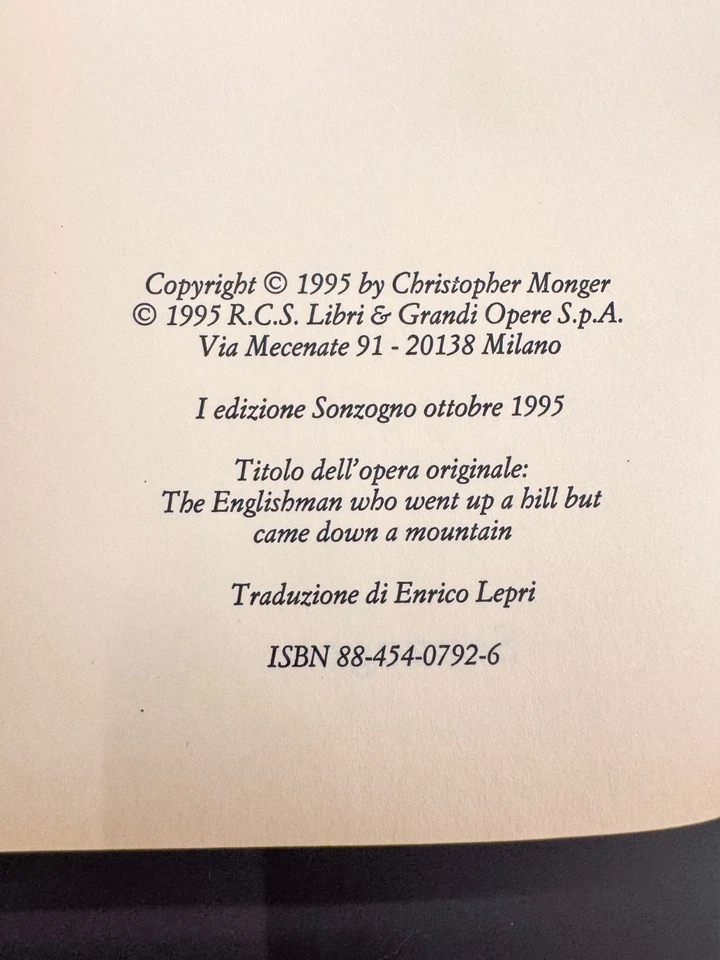 Copyright © 1995 by Christopher Monger
© 1995 R.C.S. Libri & Grandi Opere S.p.A.
Via Mecenate 91 - 20138 Milano
I edizione Sonzogno ottobre 1995
Titolo dell'opera originale:
The Englishman who went up a hill but
came down a mountain
Traduzione di Enrico Lepri
ISBN 88-454-0792-6